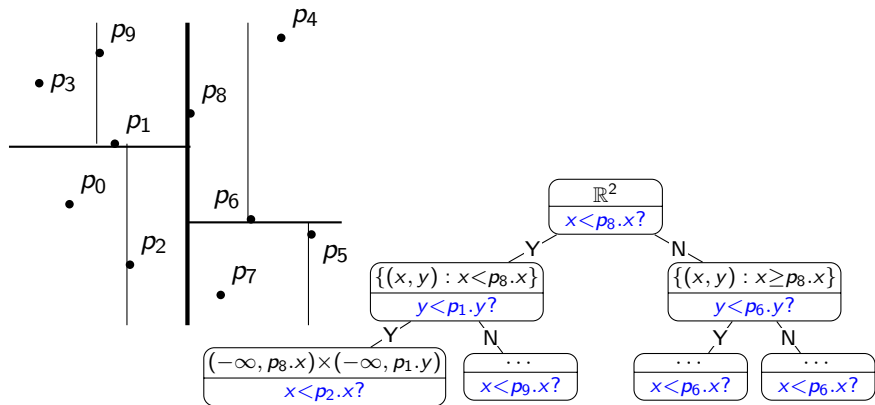 p₄
p₉
p₃
p₈
p₁
p₀
p₆
p₂
p₅
p₇
ℝ²
x<p₈.x?
Y
N
{(x, y) : x<p₈.x}
y<p₁.y?
{(x, y) : x≥p₈.x}
y<p₆.y?
Y
N
Y
N
(−∞, p₈.x)×(−∞, p₁.y)
x<p₂.x?
⋯
x<p₉.x?
⋯
x<p₆.x?
⋯
x<p₆.x?